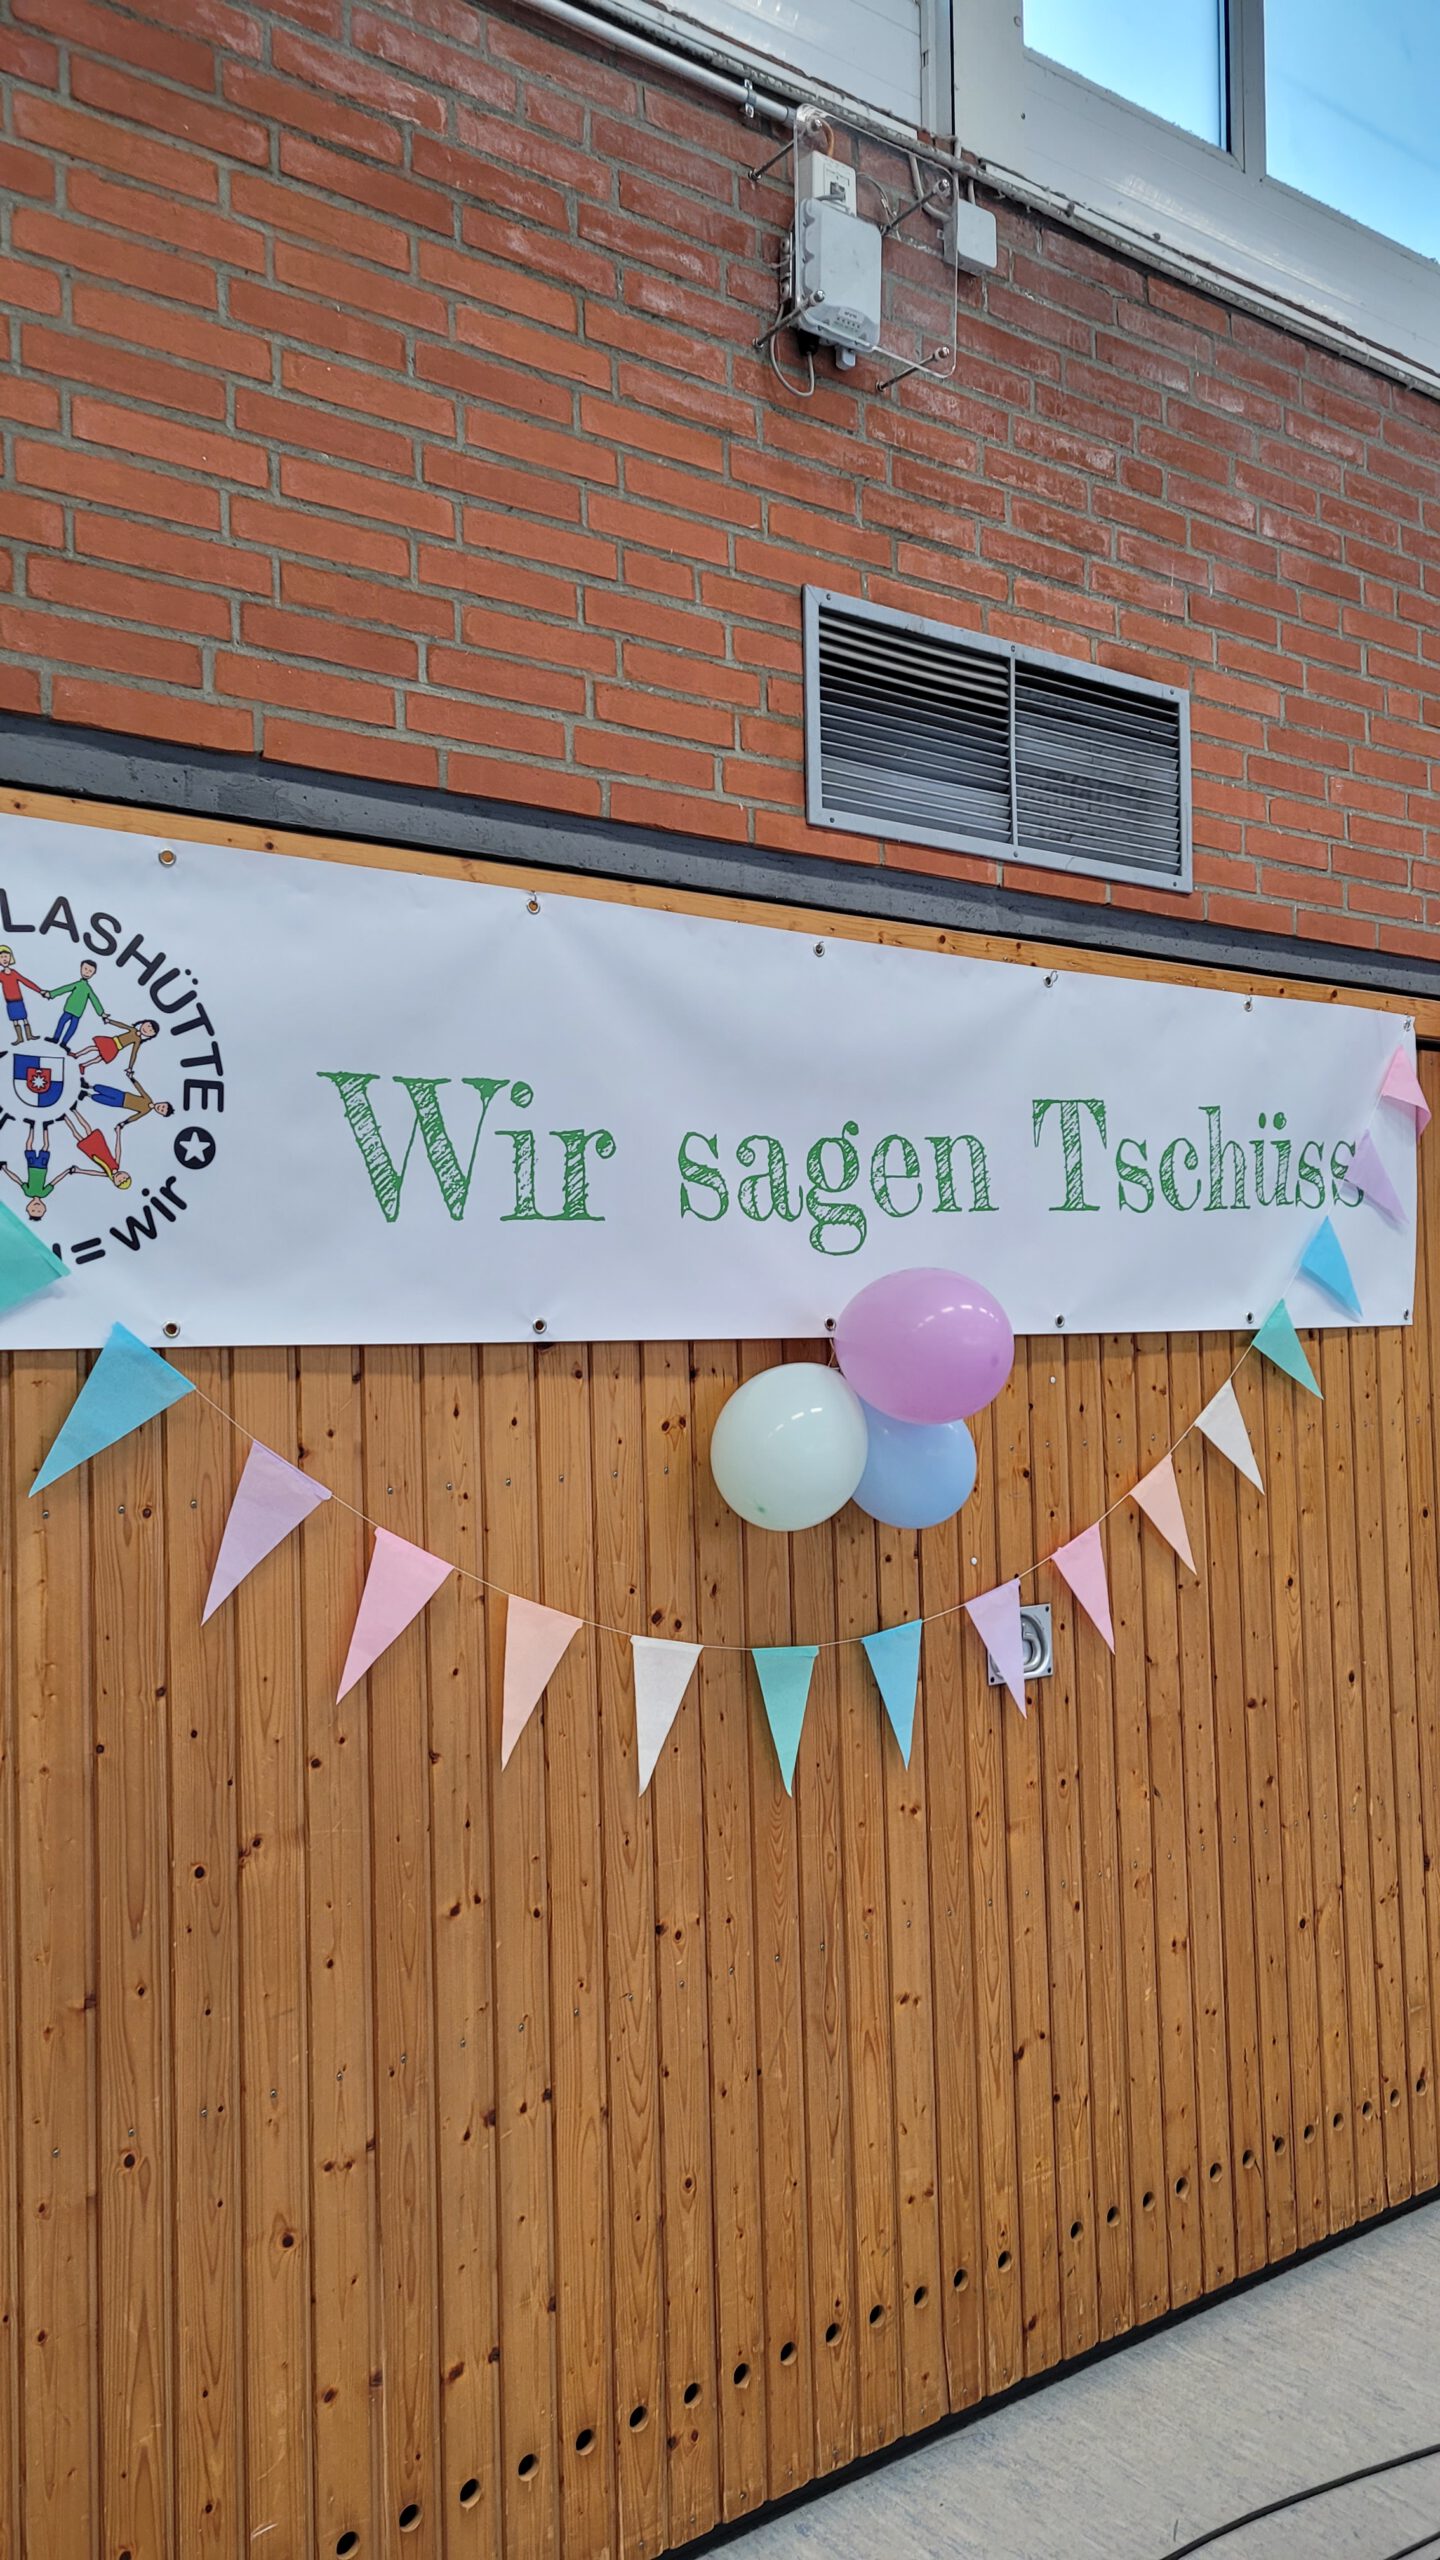 LASHÜTTE
= wir
Wir sagen Tschüss